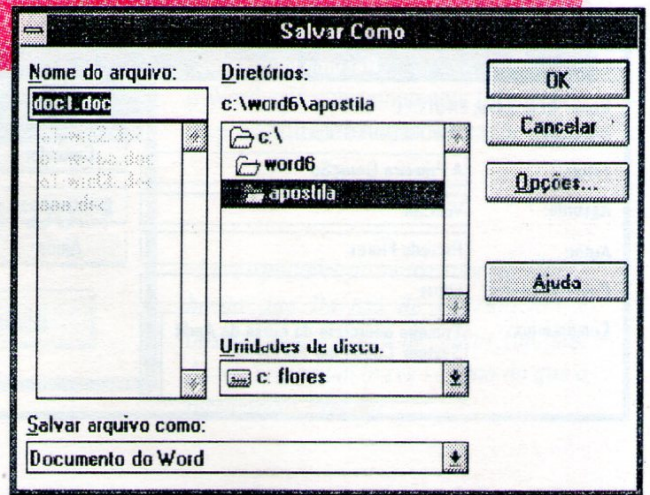 Salvar Como
Nome do arquivo:
doc1.doc
Diretórios:
c:\word6\apostila
c:\
word6
apostila
OK
Cancelar
Opções...
Ajuda
Unidades de disco.
c: flores
Salvar arquivo como:
Documento do Word